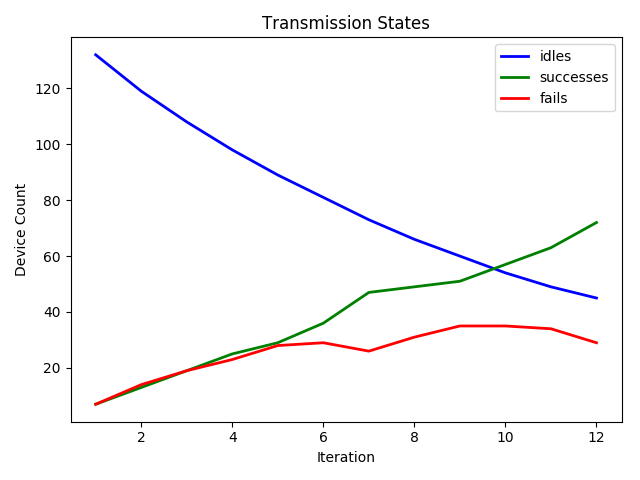 Transmission States
idles
successes
fails
Device Count
120
100
80
60
40
20
2 4 6 8 10 12
Iteration